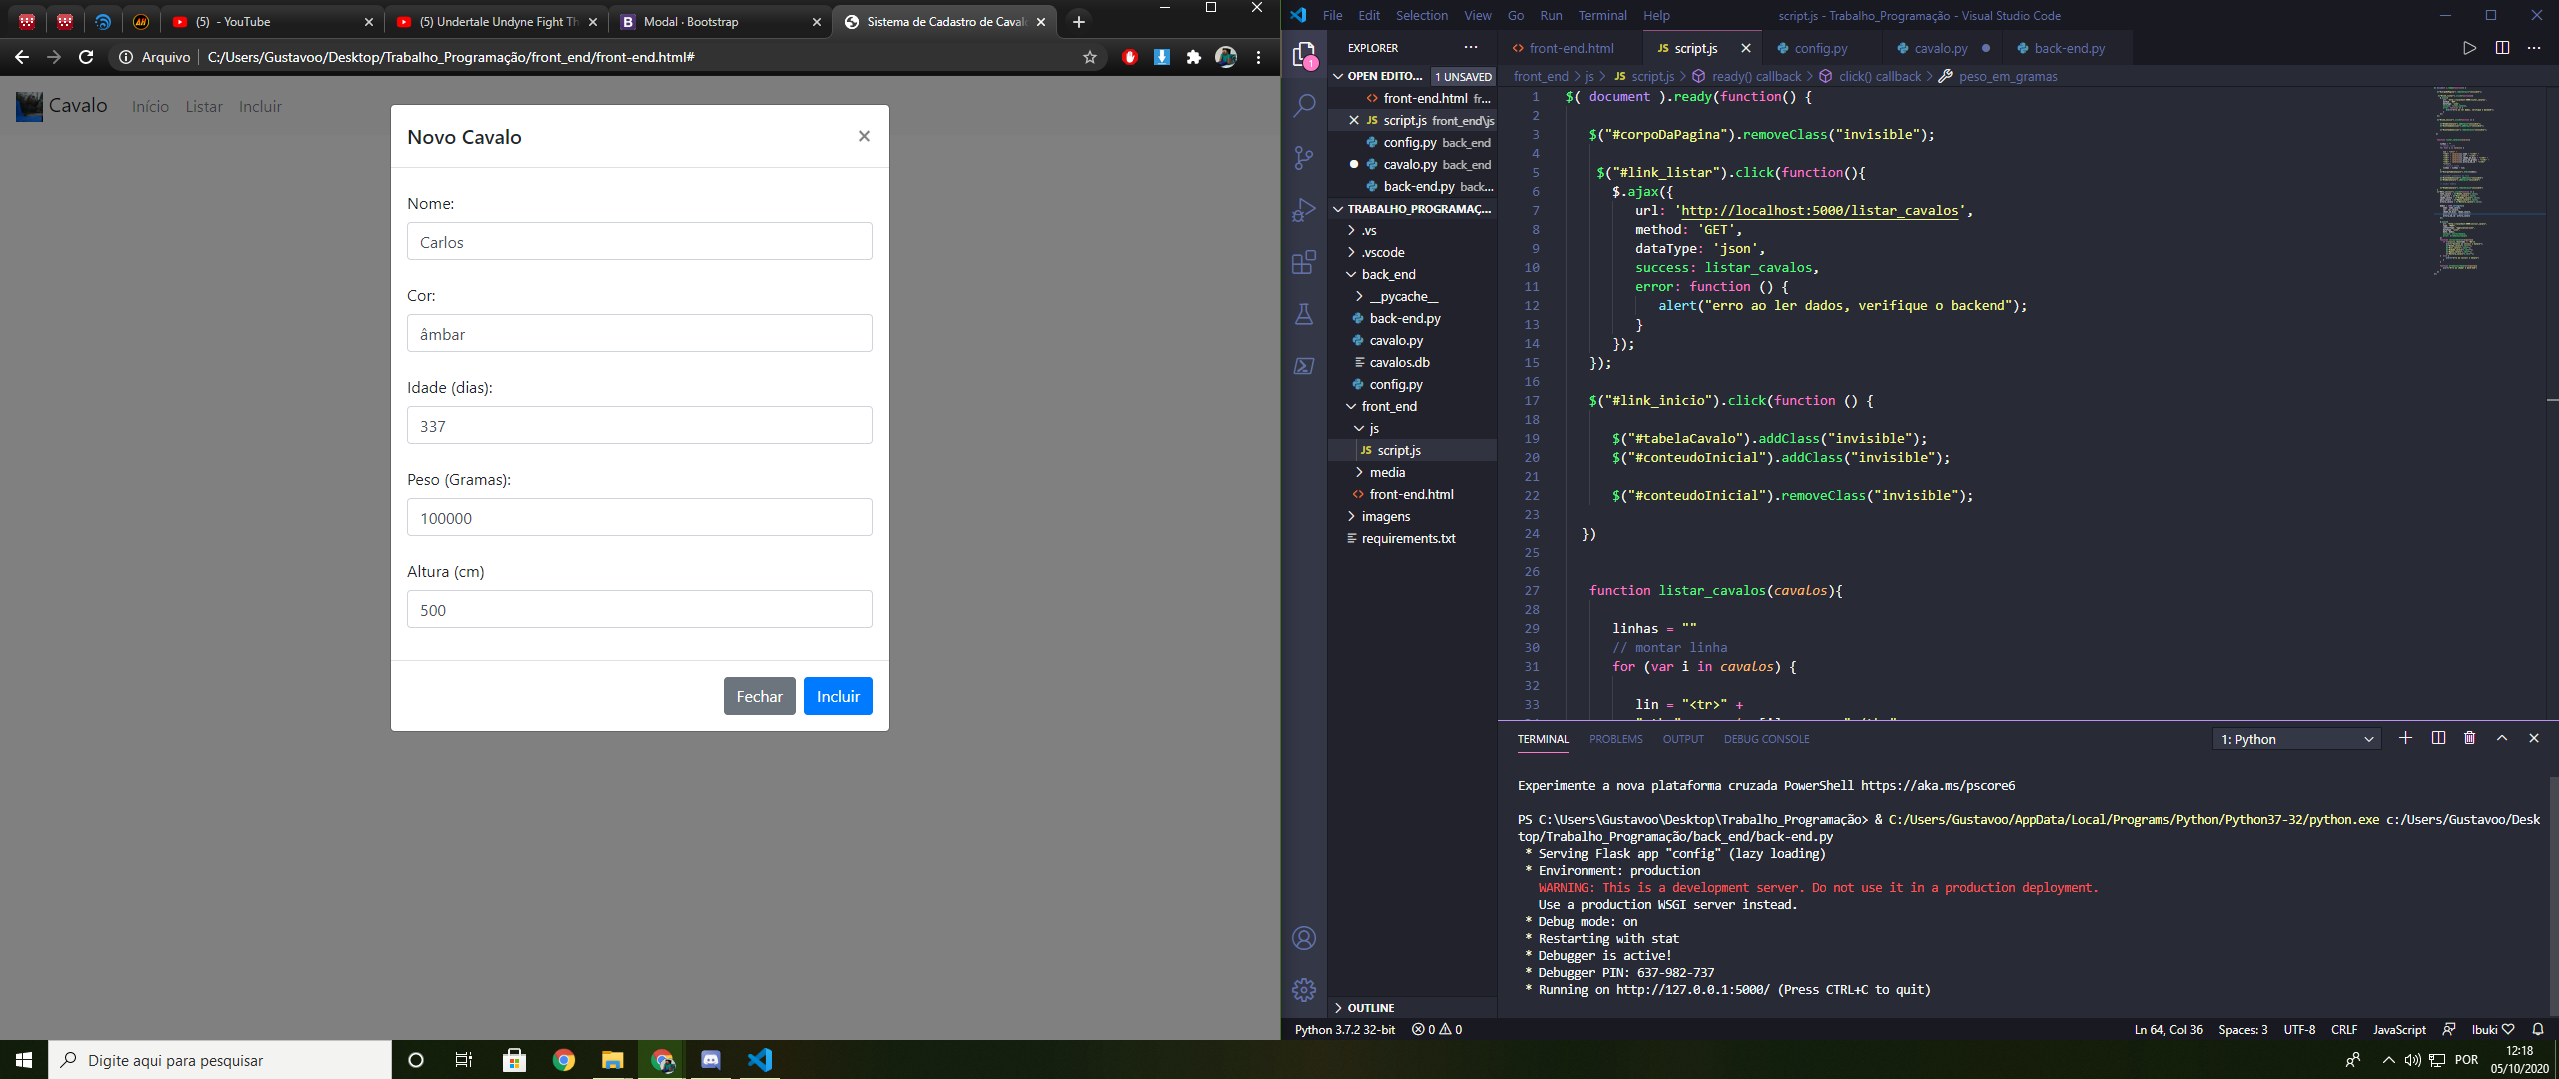 (5) - YouTube
(5) Undertale Undyne Fight Th
Modal · Bootstrap
Sistema de Cadastro de Caval
Arquivo
C:/Users/Gustavoo/Desktop/Trabalho_Programação/front_end/front-end.html#
Cavalo
Início
Listar
Incluir
Novo Cavalo
×
Nome:
Carlos
Cor:
âmbar
Idade (dias):
337
Peso (Gramas):
100000
Altura (cm)
500
Fechar
Incluir
File Edit Selection View Go Run Terminal Help
script.js - Trabalho_Programação - Visual Studio Code
EXPLORER
OPEN EDITO... 1 UNSAVED
front-end.html fr...
JS script.js front_end\js
config.py back_end
cavalo.py back_end
back-end.py back...
TRABALHO_PROGRAMAÇ...
.vs
.vscode
back_end
__pycache__
back-end.py
cavalo.py
cavalos.db
config.py
front_end
js
JS script.js
media
front-end.html
imagens
requirements.txt
OUTLINE
1
front-end.html
JS script.js
config.py
cavalo.py
back-end.py
front_end > js > JS script.js > ready() callback > click() callback > peso_em_gramas
1 $( document ).ready(function() {
2
3 $("#corpoDaPagina").removeClass("invisible");
4
5 $("#link_listar").click(function(){
6 $.ajax({
7 url: 'http://localhost:5000/listar_cavalos',
8 method: 'GET',
9 dataType: 'json',
10 success: listar_cavalos,
11 error: function () {
12 alert("erro ao ler dados, verifique o backend");
13 }
14 });
15 });
16
17 $("#link_inicio").click(function () {
18
19 $("#tabelaCavalo").addClass("invisible");
20 $("#conteudoInicial").addClass("invisible");
21
22 $("#conteudoInicial").removeClass("invisible");
23
24 })
25
26
27 function listar_cavalos(cavalos){
28
29 linhas = ""
30 // montar linha
31 for (var i in cavalos) {
32
33 lin = "<tr>" +
TERMINAL PROBLEMS OUTPUT DEBUG CONSOLE
1: Python
Experimente a nova plataforma cruzada PowerShell https://aka.ms/pscore6
PS C:\Users\Gustavoo\Desktop\Trabalho_Programação> & C:/Users/Gustavoo/AppData/Local/Programs/Python/Python37-32/python.exe c:/Users/Gustavoo/Desk
top/Trabalho_Programação/back_end/back-end.py
* Serving Flask app "config" (lazy loading)
* Environment: production
WARNING: This is a development server. Do not use it in a production deployment.
Use a production WSGI server instead.
* Debug mode: on
* Restarting with stat
* Debugger is active!
* Debugger PIN: 637-982-737
* Running on http://127.0.0.1:5000/ (Press CTRL+C to quit)
Python 3.7.2 32-bit
0 0
Ln 64, Col 36
Spaces: 3
UTF-8
CRLF
JavaScript
Ibuki ♡
Digite aqui para pesquisar
POR
12:18
05/10/2020